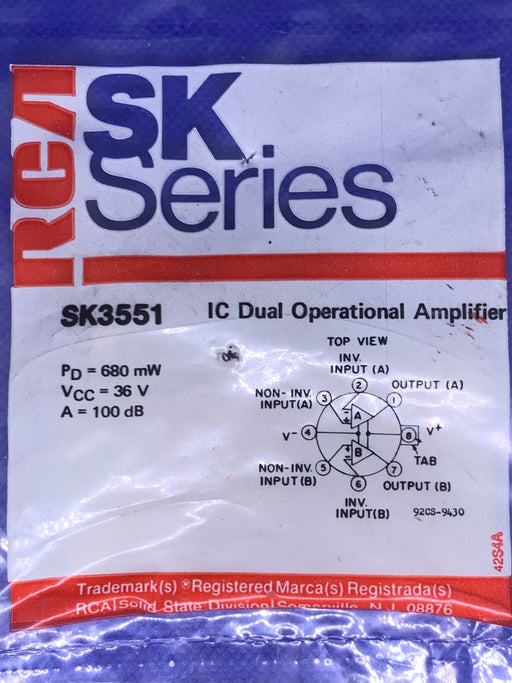 RCA
SK
Series
SK3551 IC Dual Operational Amplifier
PD = 680 mW
VCC = 36 V
A = 100 dB
TOP VIEW
INV.
INPUT (A)
2
OUTPUT (A)
NON-INV.
INPUT(A)
3
1
A
V-
4
8
V+
TAB
B
NON-INV.
INPUT (B)
5
7
6
OUTPUT (B)
INV.
INPUT(B)
92CS-9430
42S4A
Trademark(s) ®Registered Marca(s) Registrada(s)
RCA|Solid State Division|Somerville, N.J. 08876